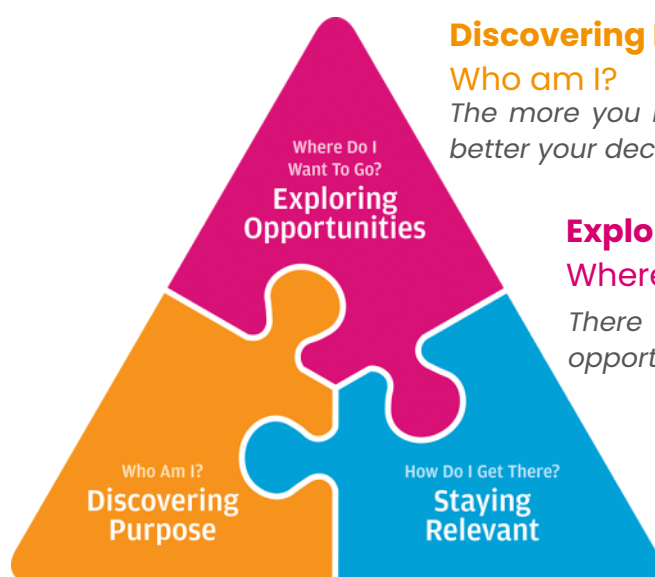 Where Do I
Want To Go?
Exploring
Opportunities
Who Am I?
Discovering
Purpose
How Do I Get There?
Staying
Relevant
Discovering
Who am I?
The more you
better your dec
Explo
Where
There
opport